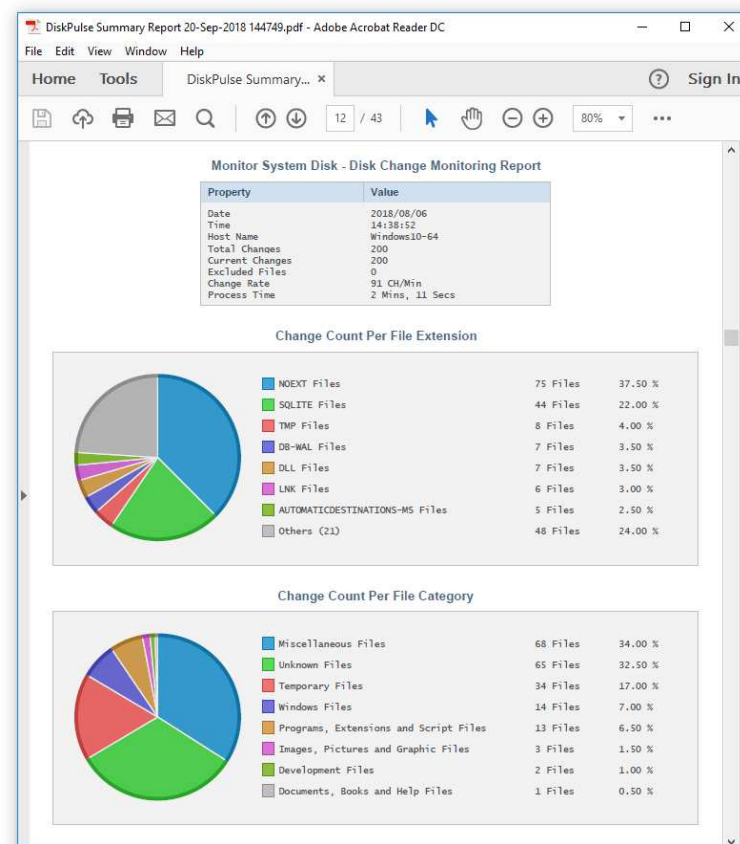 DiskPulse Summary Report 20-Sep-2018 144749.pdf - Adobe Acrobat Reader DC
File Edit View Window Help
Home Tools DiskPulse Summary... × ? Sign In
12 / 43 80% •••
Monitor System Disk - Disk Change Monitoring Report
Property Value
Date 2018/08/06
Time 14:38:52
Host Name Windows10-64
Total Changes 200
Current Changes 200
Excluded Files 0
Change Rate 91 CH/Min
Process Time 2 Mins, 11 Secs
Change Count Per File Extension
NOEXT Files 75 Files 37.50 %
SQLITE Files 44 Files 22.00 %
TMP Files 8 Files 4.00 %
DB-WAL Files 7 Files 3.50 %
DLL Files 7 Files 3.50 %
LNK Files 6 Files 3.00 %
AUTOMATICDESTINATIONS-MS Files 5 Files 2.50 %
Others (21) 48 Files 24.00 %
Change Count Per File Category
Miscellaneous Files 68 Files 34.00 %
Unknown Files 65 Files 32.50 %
Temporary Files 34 Files 17.00 %
Windows Files 14 Files 7.00 %
Programs, Extensions and Script Files 13 Files 6.50 %
Images, Pictures and Graphic Files 3 Files 1.50 %
Development Files 2 Files 1.00 %
Documents, Books and Help Files 1 Files 0.50 %